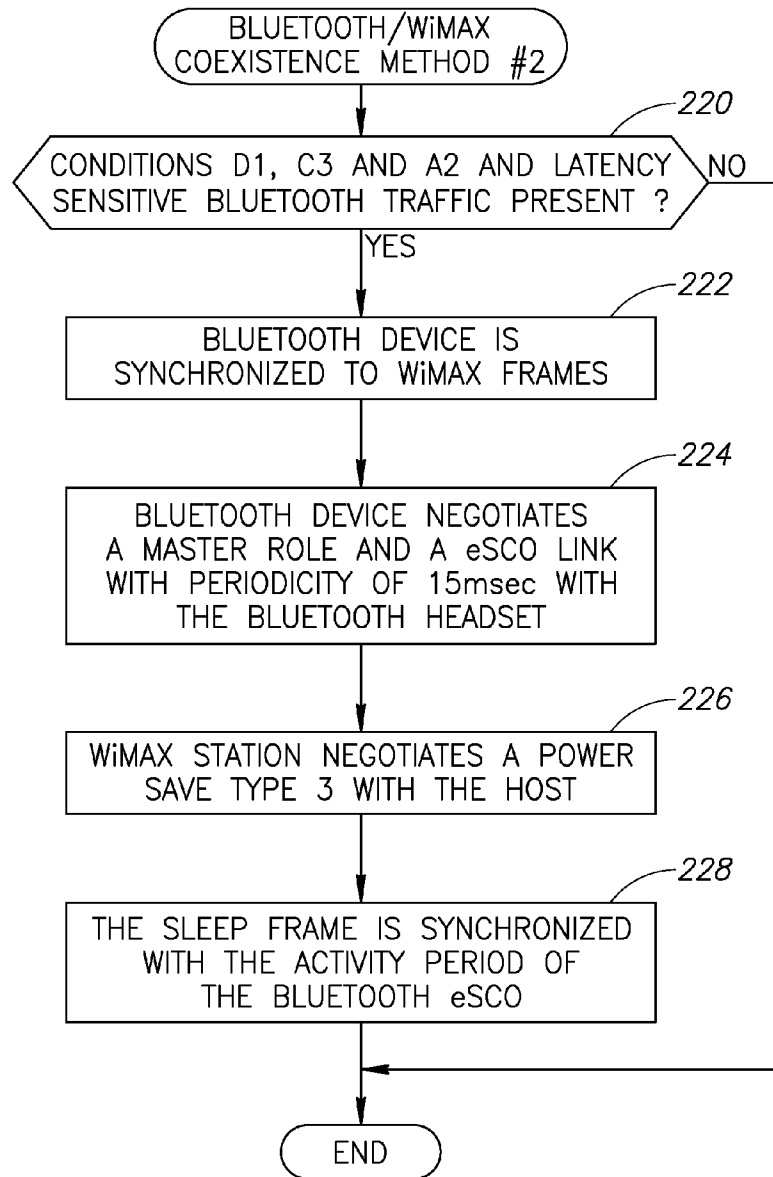 BLUETOOTH/WiMAX
COEXISTENCE METHOD #2
220
CONDITIONS D1, C3 AND A2 AND LATENCY
SENSITIVE BLUETOOTH TRAFFIC PRESENT ?
NO
YES
222
BLUETOOTH DEVICE IS
SYNCHRONIZED TO WiMAX FRAMES
224
BLUETOOTH DEVICE NEGOTIATES
A MASTER ROLE AND A eSCO LINK
WITH PERIODICITY OF 15msec WITH
THE BLUETOOTH HEADSET
226
WiMAX STATION NEGOTIATES A POWER
SAVE TYPE 3 WITH THE HOST
228
THE SLEEP FRAME IS SYNCHRONIZED
WITH THE ACTIVITY PERIOD OF
THE BLUETOOTH eSCO
END